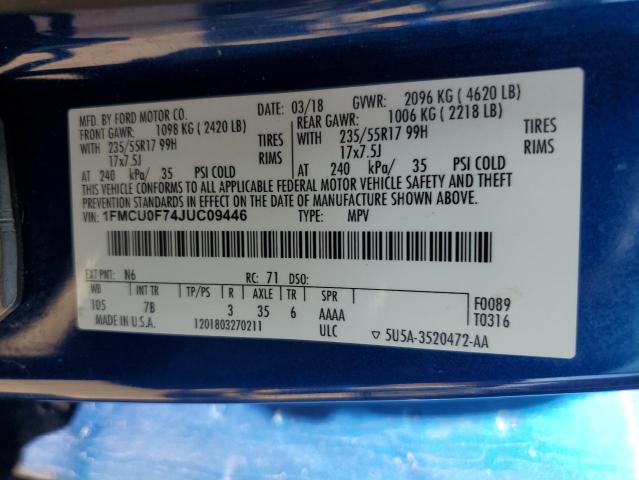 MFD. BY FORD MOTOR CO. DATE: 03/18 GVWR: 2096 KG ( 4620 LB)
FRONT GAWR: 1098 KG ( 2420 LB) REAR GAWR: 1006 KG ( 2218 LB)
WITH 235/55R17 99H TIRES WITH 235/55R17 99H TIRES
17x7.5J RIMS 17x7.5J RIMS
AT 240 kPa/ 35 PSI COLD AT 240 kPa/ 35 PSI COLD
THIS VEHICLE CONFORMS TO ALL APPLICABLE FEDERAL MOTOR VEHICLE SAFETY AND THEFT
PREVENTION STANDARDS IN EFFECT ON THE DATE OF MANUFACTURE SHOWN ABOVE.
VIN: 1FMCU0F74JUC09446 TYPE: MPV
EXT PNT: N6 RC: 71 DSO:
WB INT TR TP/PS R AXLE TR SPR F0089
105 7B 3 35 6 AAAA T0316
MADE IN U.S.A. 1201803270211 ULC ▽ 5U5A-3520472-AA